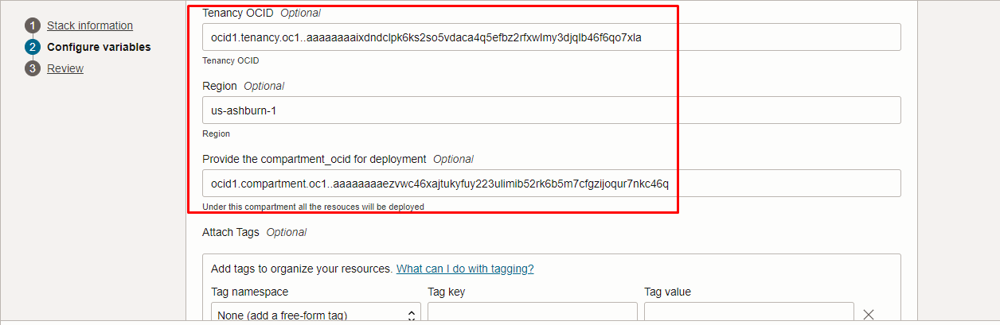 1 Stack information
2 Configure variables
3 Review
Tenancy OCID Optional
ocid1.tenancy.oc1..aaaaaaaaixdndclpk6ks2so5vdaca4q5efbz2rfxwlmy3djqlb46f6qo7xla
Tenancy OCID
Region Optional
us-ashburn-1
Region
Provide the compartment_ocid for deployment Optional
ocid1.compartment.oc1..aaaaaaaaezvwc46xajtukyfuy223ulimib52rk6b5m7cfgzijoqur7nkc46q
Under this compartment all the resouces will be deployed
Attach Tags Optional
Add tags to organize your resources. What can I do with tagging?
Tag namespace Tag key Tag value
None (add a free-form tag)